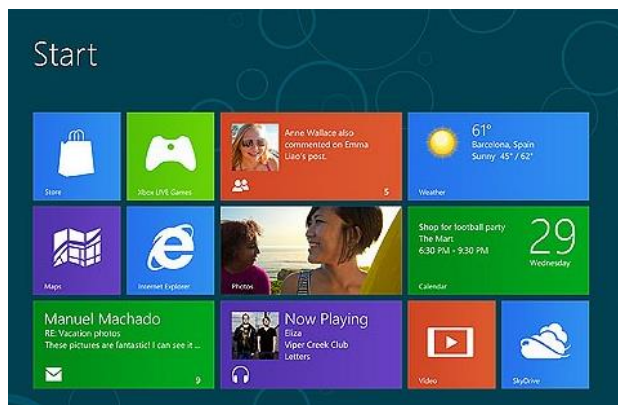 Start
Store
Xbox LIVE Games
Anne Wallace also
commented on Emma
Liao's post.
5
61°
Barcelona, Spain
Sunny 45° / 62°
Weather
Maps
Internet Explorer
Photos
Shop for football party
The Mart
6:30 PM - 9:30 PM
29
Wednesday
Calendar
Manuel Machado
RE: Vacation photos
These pictures are fantastic! I can see it ...
9
Now Playing
Eliza
Viper Creek Club
Letters
Video
SkyDrive